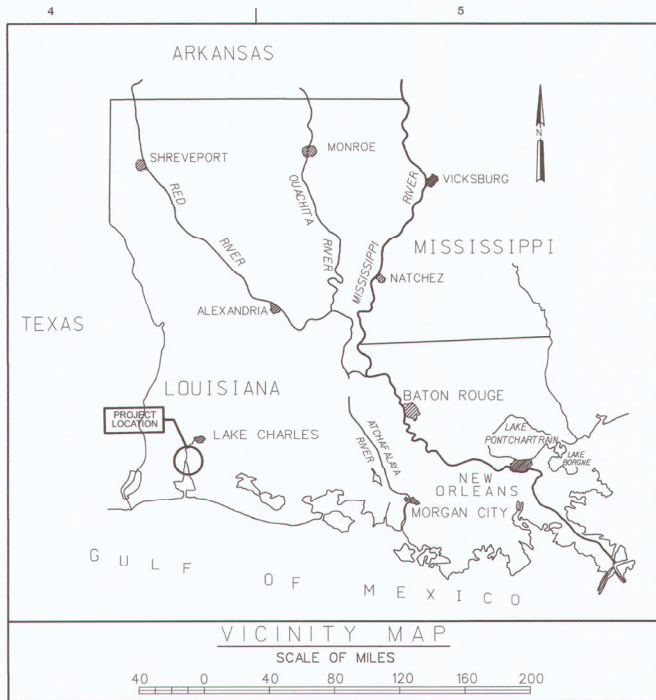 4 5
ARKANSAS
SHREVEPORT
MONROE
VICKSBURG
N
RED
RIVER
OUACHITA
RIVER
MISSISSIPPI
RIVER
MISSISSIPPI
NATCHEZ
ALEXANDRIA
TEXAS
LOUISIANA
PROJECT
LOCATION
LAKE CHARLES
BATON ROUGE
ATCHAFALAYA
RIVER
LAKE
PONTCHARTRAIN
LAKE
BORGNE
NEW
ORLEANS
MORGAN CITY
GULF OF MEXICO
VICINITY MAP
SCALE OF MILES
40 0 40 80 120 160 200